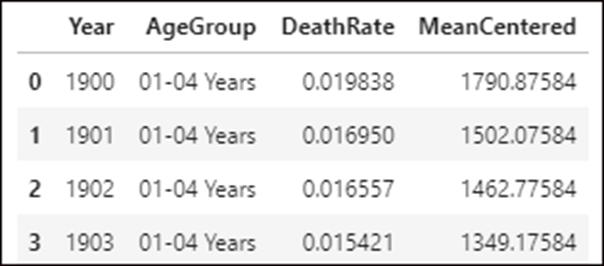 Year AgeGroup DeathRate MeanCentered
0 1900 01-04 Years 0.019838 1790.87584
1 1901 01-04 Years 0.016950 1502.07584
2 1902 01-04 Years 0.016557 1462.77584
3 1903 01-04 Years 0.015421 1349.17584